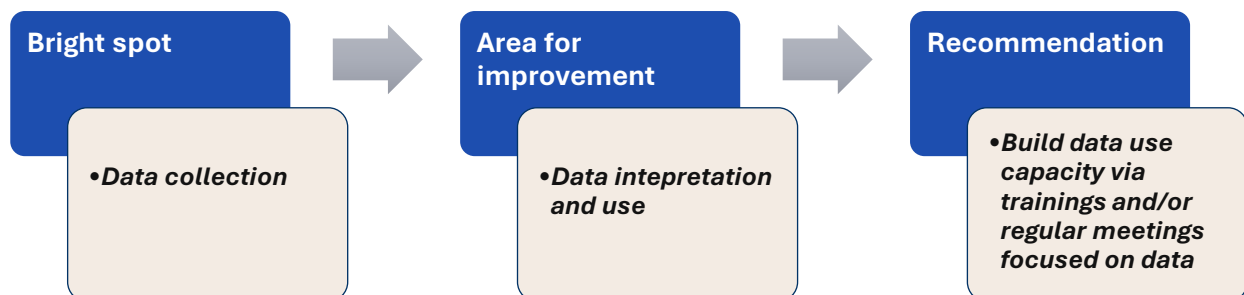 Bright spot
•Data collection
Area for
improvement
•Data intepretation
and use
Recommendation
•Build data use
capacity via
trainings and/or
regular meetings
focused on data